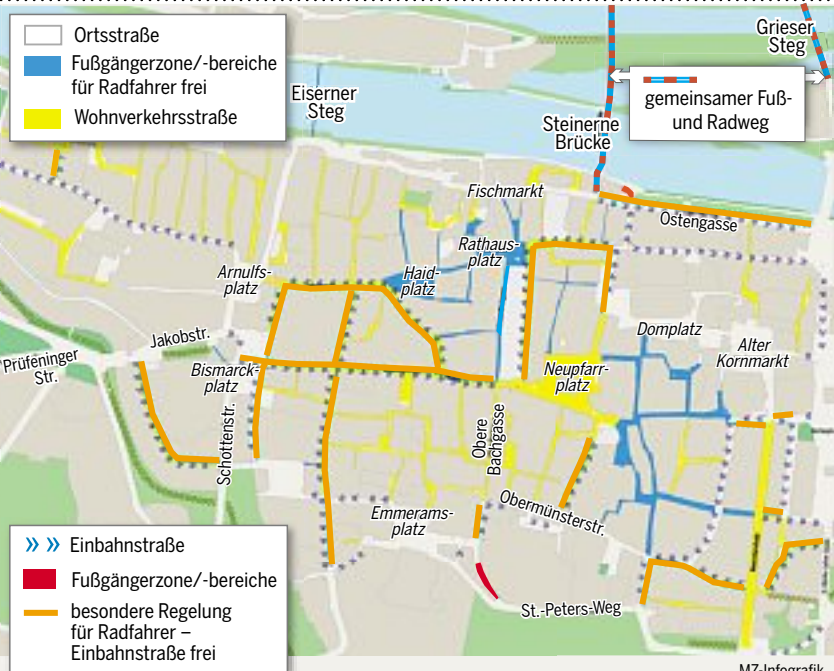 Ortsstraße
Fußgängerzone/-bereiche
für Radfahrer frei
Wohnverkehrsstraße
Grieser
Steg
gemeinsamer Fuß-
und Radweg
Eiserner
Steg
Steinerne
Brücke
Fischmarkt
Ostengasse
Rathaus-
platz
Arnulfs-
platz
Haid-
platz
Jakobstr.
Domplatz
Alter
Kornmarkt
Prüfeninger
Str.
Bismarck-
platz
Neupfarr-
platz
Schottenstr.
Obere
Bachgasse
Emmerams-
platz
Obermünsterstr.
St.-Peters-Weg
Einbahnstraße
Fußgängerzone/-bereiche
besondere Regelung
für Radfahrer –
Einbahnstraße frei
MZ-Infografik